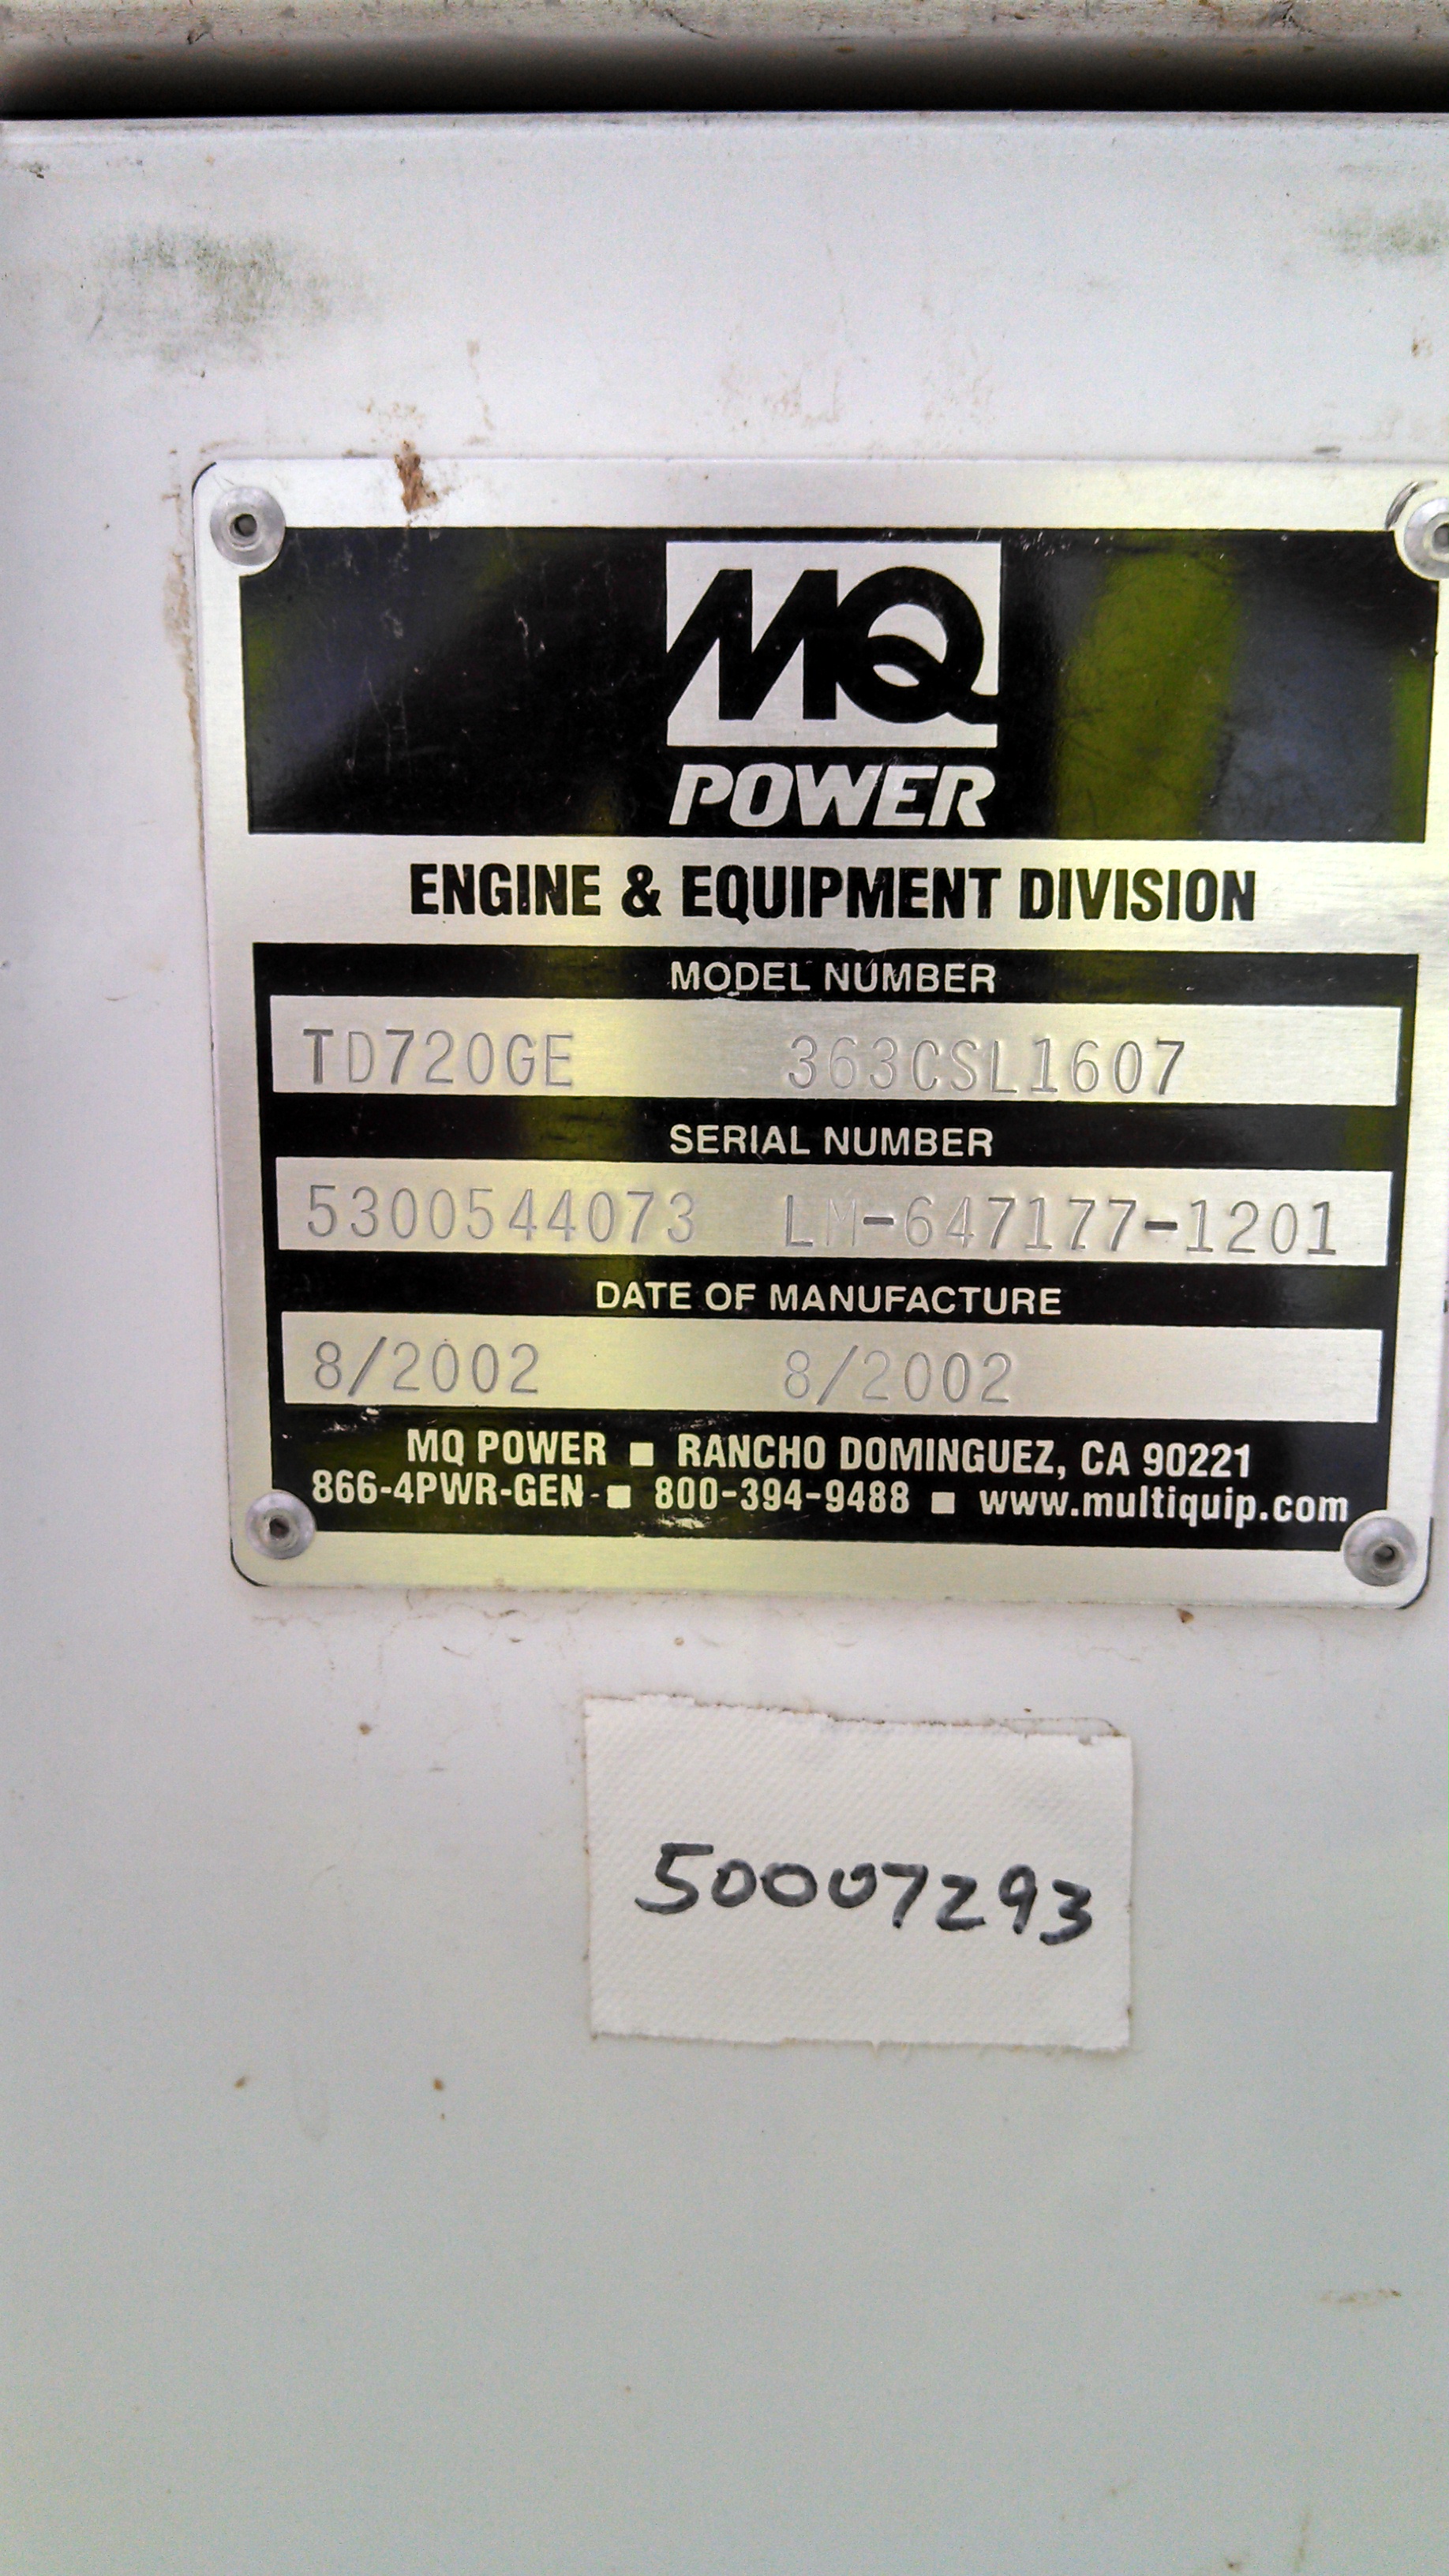 MQ
POWER
ENGINE & EQUIPMENT DIVISION
MODEL NUMBER
TD720GE 363CSL1607
SERIAL NUMBER
5300544073 LM-647177-1201
DATE OF MANUFACTURE
8/2002 8/2002
MQ POWER ■ RANCHO DOMINGUEZ, CA 90221
866-4PWR-GEN ■ 800-394-9488 ■ www.multiquip.com
50007293